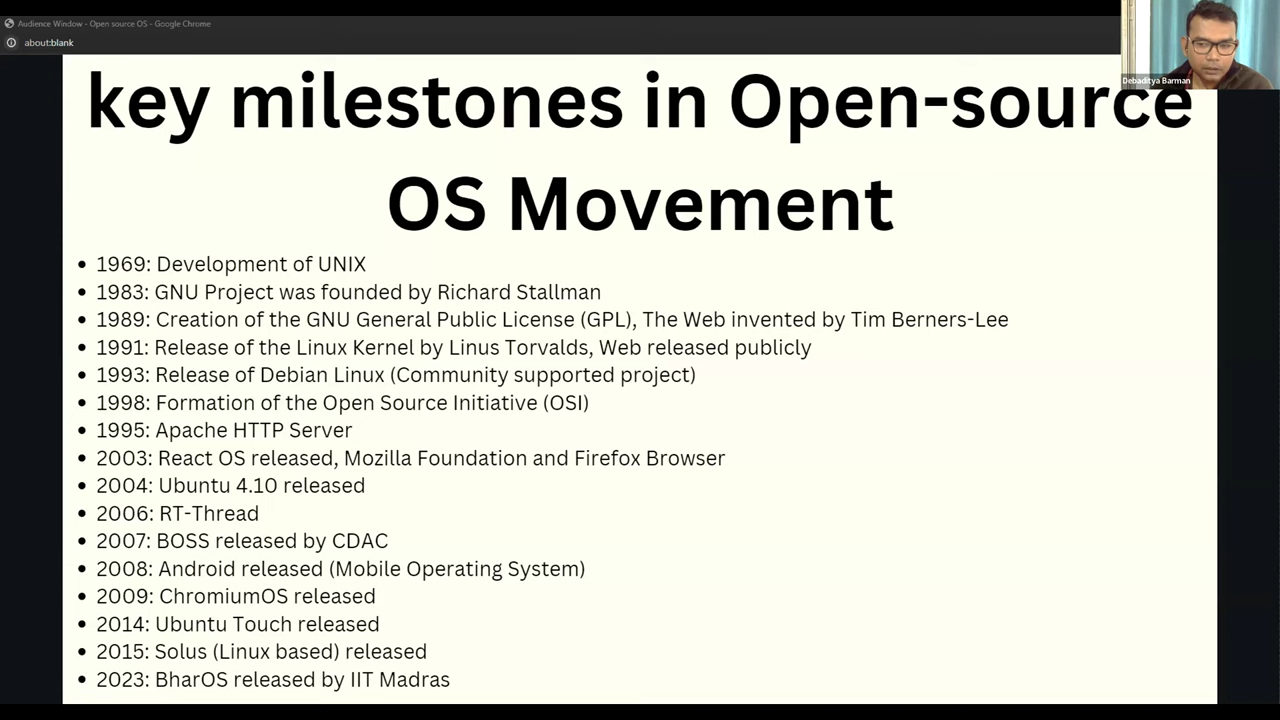 Audience Window - Open source OS - Google Chrome
about:blank
Debaditya Barman
key milestones in Open-source
OS Movement
• 1969: Development of UNIX
• 1983: GNU Project was founded by Richard Stallman
• 1989: Creation of the GNU General Public License (GPL), The Web invented by Tim Berners-Lee
• 1991: Release of the Linux Kernel by Linus Torvalds, Web released publicly
• 1993: Release of Debian Linux (Community supported project)
• 1998: Formation of the Open Source Initiative (OSI)
• 1995: Apache HTTP Server
• 2003: React OS released, Mozilla Foundation and Firefox Browser
• 2004: Ubuntu 4.10 released
• 2006: RT-Thread
• 2007: BOSS released by CDAC
• 2008: Android released (Mobile Operating System)
• 2009: ChromiumOS released
• 2014: Ubuntu Touch released
• 2015: Solus (Linux based) released
• 2023: BharOS released by IIT Madras